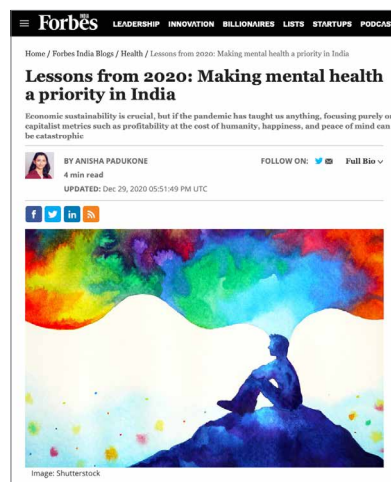 Forbes INDIA LEADERSHIP INNOVATION BILLIONAIRES LISTS STARTUPS PODCAS
Home / Forbes India Blogs / Health / Lessons from 2020: Making mental health a priority in India
Lessons from 2020: Making mental health
a priority in India
Economic sustainability is crucial, but if the pandemic has taught us anything, focusing purely on
capitalist metrics such as profitability at the cost of humanity, happiness, and peace of mind can
be catastrophic
BY ANISHA PADUKONE FOLLOW ON: Full Bio
4 min read
UPDATED: Dec 29, 2020 05:51:49 PM UTC
Image: Shutterstock